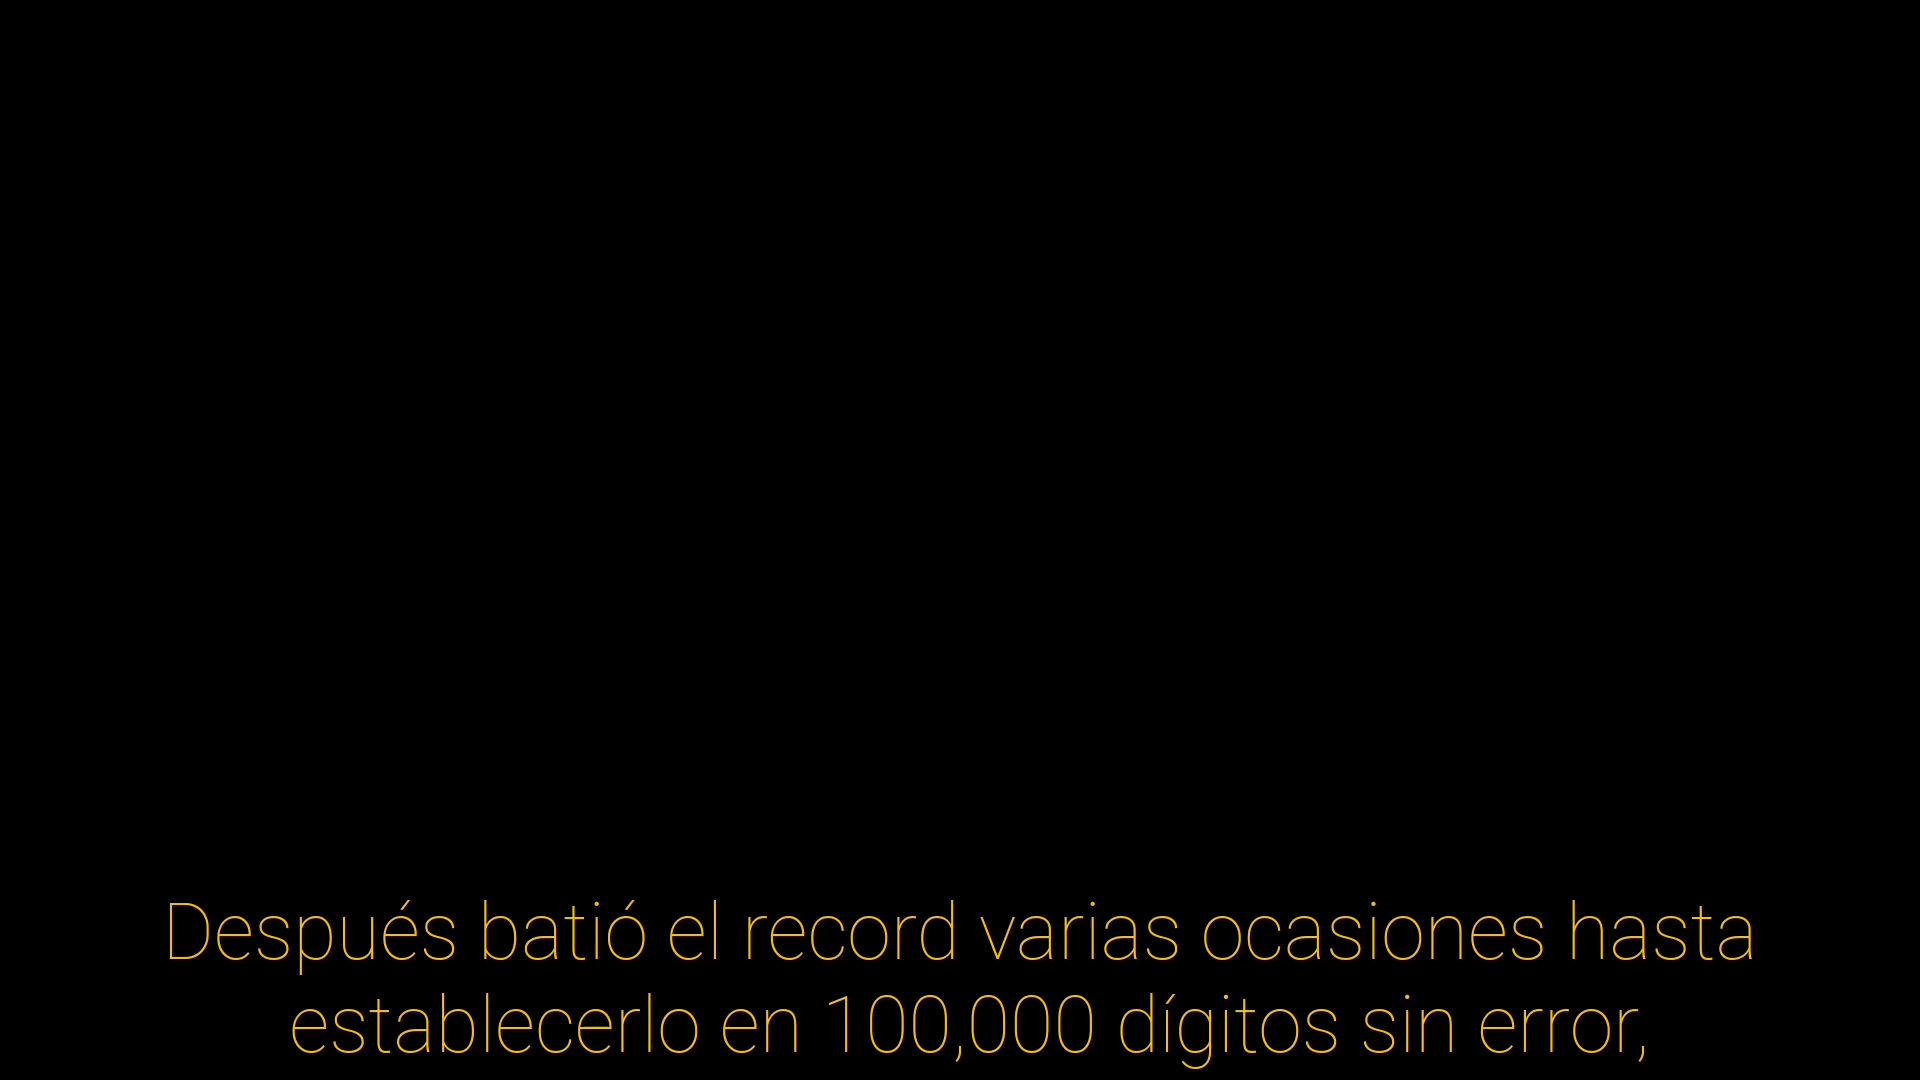 Después batió el record varias ocasiones hasta
establecerlo en 100,000 dígitos sin error,